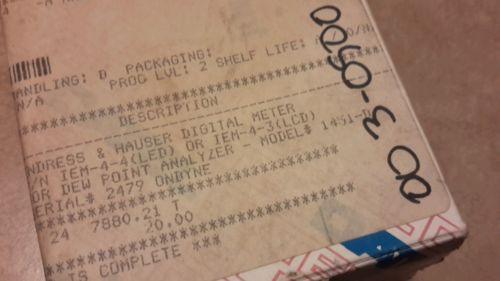 ANDLING: D PACKAGING:
N/A PROG LVL: 2 SHELF LIFE:
*****************************
DESCRIPTION
-----------------------------
*****************************
NDRESS & HAUSER DIGITAL METER
/N IEM-4-4(LED) OR IEM-4-3(LCD)
OR DEW POINT ANALYZER - MODEL# 1451-
ERIAL# 2479 ONDYNE
*****************************
24 7880.21 T
20.00
*****************************
IS COMPLETE ***
00 3-0500